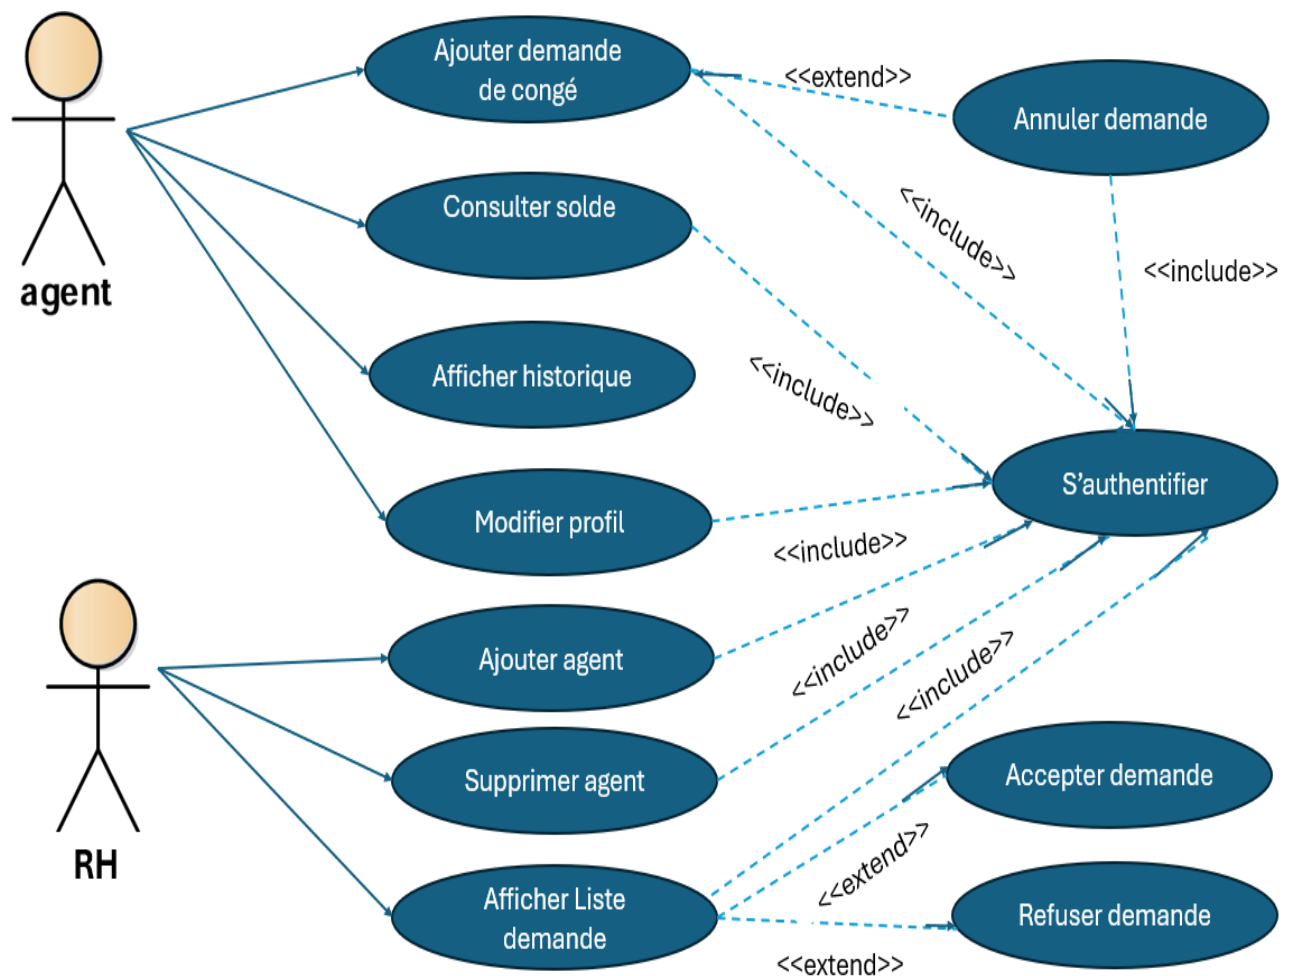 Ajouter demande
de congé
<<extend>>
Annuler demande
Consulter solde
<<include>>
<<include>>
agent
Afficher historique
<<include>>
S’authentifier
Modifier profil
<<include>>
Ajouter agent
<<include>>
<<include>>
Supprimer agent
Accepter demande
RH
<<extend>>
Afficher Liste
demande
Refuser demande
<<extend>>